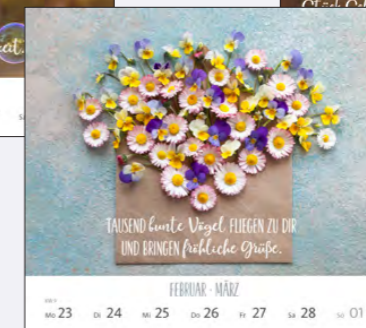 TAUSEND bunte Vögel FLIEGEN ZU DIR
UND BRINGEN fröhliche Grüße.
FEBRUAR · MÄRZ
Mo 23 Di 24 Mi 25 Do 26 Fr 27 Sa 28 So 01